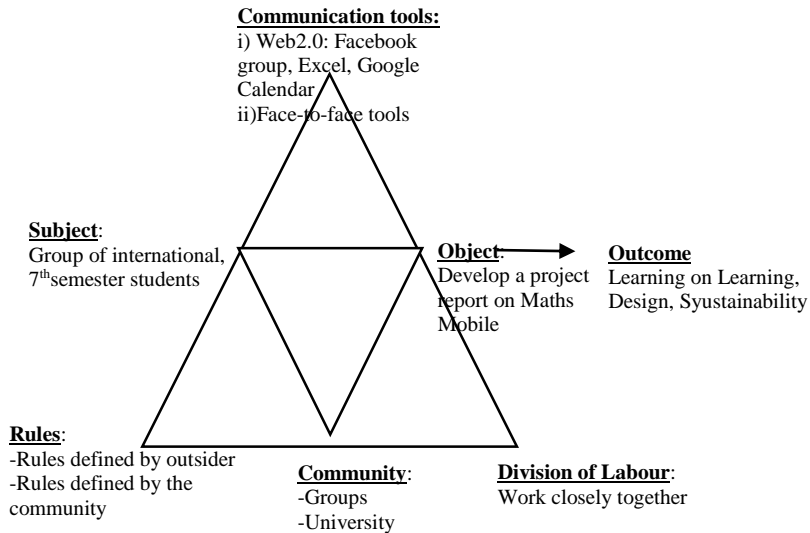 Communication tools:
i) Web2.0: Facebook
group, Excel, Google
Calendar
ii)Face-to-face tools
Subject:
Group of international,
7thsemester students
Object:
Develop a project
report on Maths
Mobile
Outcome
Learning on Learning,
Design, Syustainability
Rules:
-Rules defined by outsider
-Rules defined by the
community
Community:
-Groups
-University
Division of Labour:
Work closely together